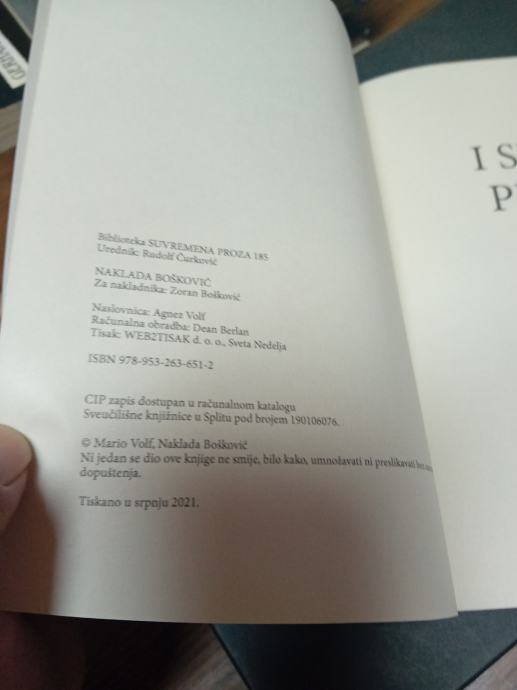 Biblioteka SUVREMENA PROZA 185
Urednik: Rudolf Ćurković
NAKLADA BOŠKOVIĆ
Za nakladnika: Zoran Bošković
Naslovnica: Agnez Volf
Računalna obradba: Dean Berlan
Tisak: WEB2TISAK d. o. o., Sveta Nedelja
ISBN 978-953-263-651-2
CIP zapis dostupan u računalnom katalogu
Sveučilišne knjižnice u Splitu pod brojem 190106076.
© Mario Volf, Naklada Bošković
Ni jedan se dio ove knjige ne smije, bilo kako, umnožavati ni preslikavati bez
dopuštenja.
Tiskano u srpnju 2021.
I S
P